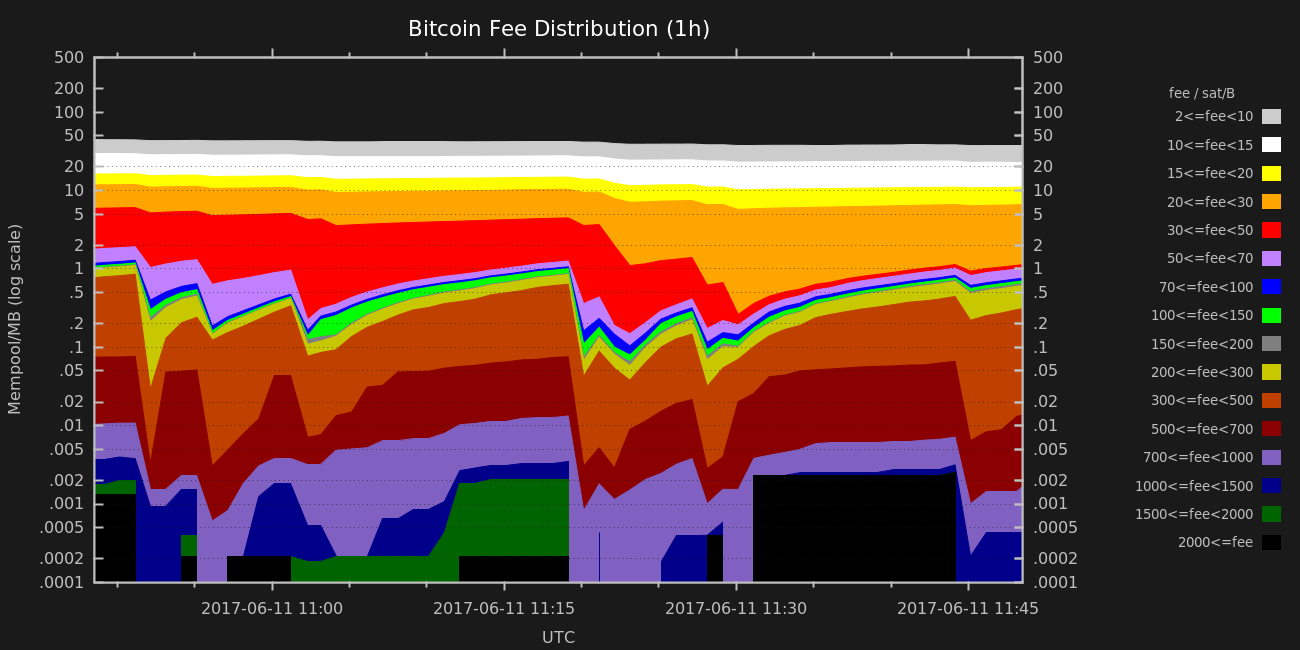 Bitcoin Fee Distribution (1h)
500
200
100
50
20
10
5
2
1
.5
.2
.1
.05
.02
.01
.005
.002
.001
.0005
.0002
.0001
Mempool/MB (log scale)
500
200
100
50
20
10
5
2
1
.5
.2
.1
.05
.02
.01
.005
.002
.001
.0005
.0002
.0001
2017-06-11 11:00 2017-06-11 11:15 2017-06-11 11:30 2017-06-11 11:45
UTC
fee / sat/B
2<=fee<10
10<=fee<15
15<=fee<20
20<=fee<30
30<=fee<50
50<=fee<70
70<=fee<100
100<=fee<150
150<=fee<200
200<=fee<300
300<=fee<500
500<=fee<700
700<=fee<1000
1000<=fee<1500
1500<=fee<2000
2000<=fee